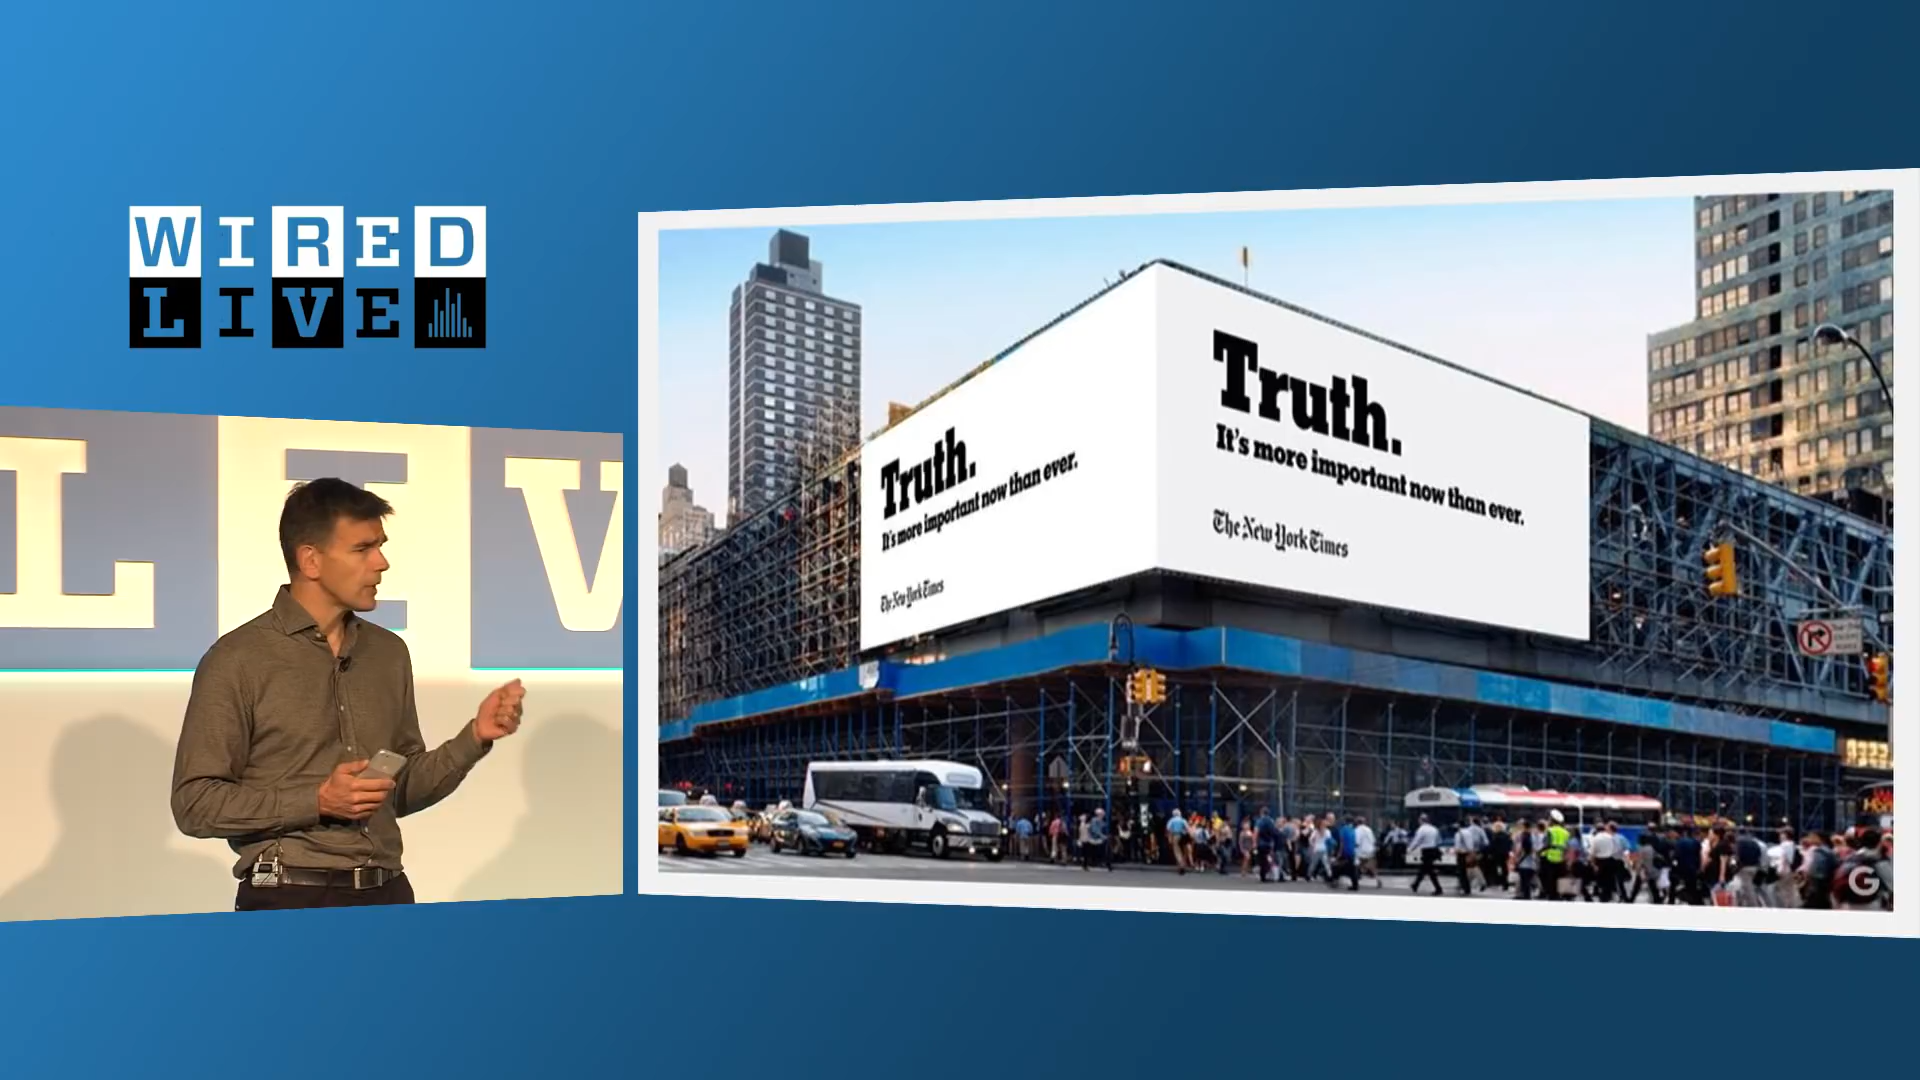 WIRED
LIVE
L I V
Truth.
It's more important now than ever.
The New York Times
Truth.
It's more important now than ever.
The New York Times
G